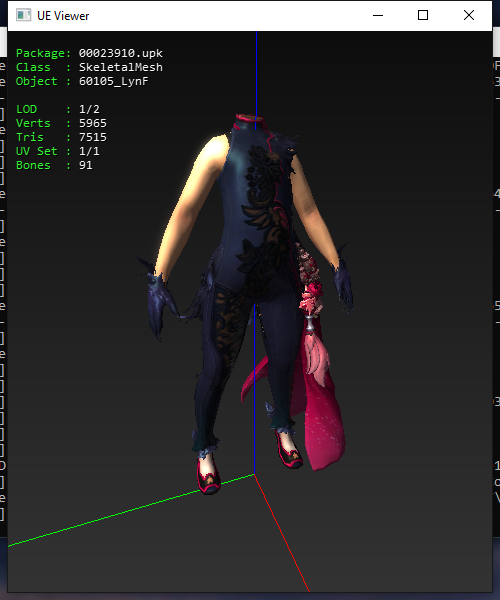 UE Viewer
Package: 00023910.upk
Class : SkeletalMesh
Object : 60105_LynF
LOD : 1/2
Verts : 5965
Tris : 7515
UV Set : 1/1
Bones : 91